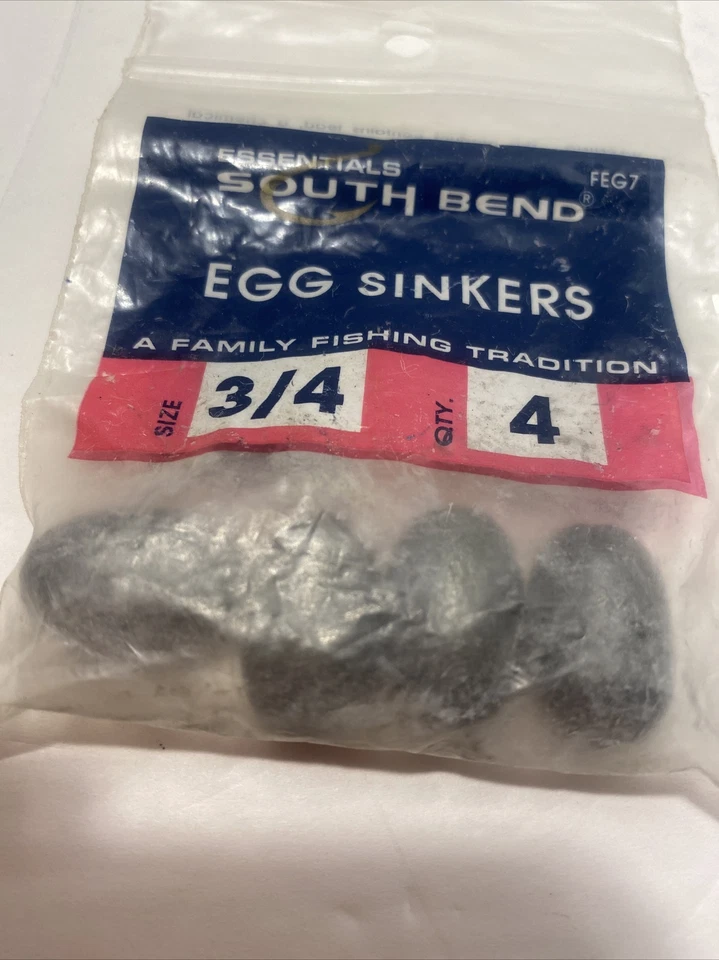 ESSENTIALS
SOUTH BEND®
FEG7
EGG SINKERS
A FAMILY FISHING TRADITION
SIZE 3/4 QTY. 4